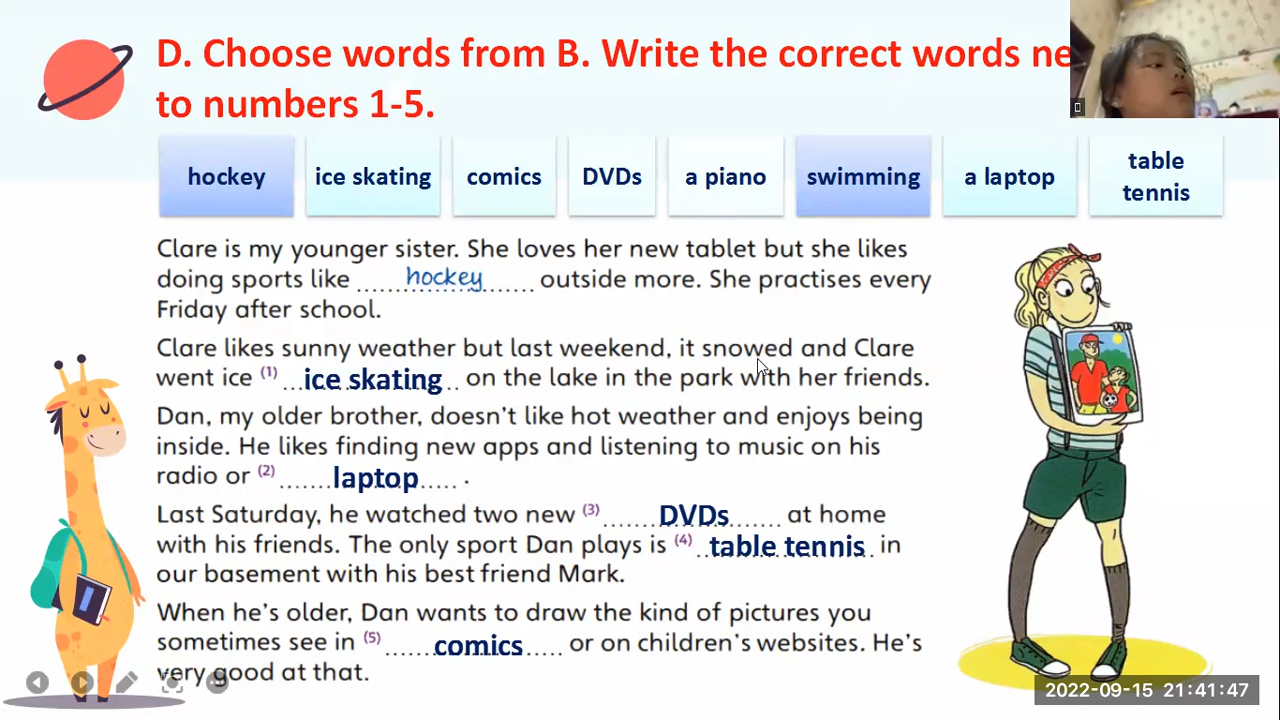 D. Choose words from B. Write the correct words ne
to numbers 1-5.
hockey
ice skating
comics
DVDs
a piano
swimming
a laptop
table
tennis
Clare is my younger sister. She loves her new tablet but she likes
doing sports like hockey outside more. She practises every
Friday after school.
Clare likes sunny weather but last weekend, it snowed and Clare
went ice (1) ice skating on the lake in the park with her friends.
Dan, my older brother, doesn't like hot weather and enjoys being
inside. He likes finding new apps and listening to music on his
radio or (2) laptop.
Last Saturday, he watched two new (3) DVDs at home
with his friends. The only sport Dan plays is (4) table tennis in
our basement with his best friend Mark.
When he's older, Dan wants to draw the kind of pictures you
sometimes see in (5) comics or on children's websites. He's
very good at that.
2022-09-15 21:41:47